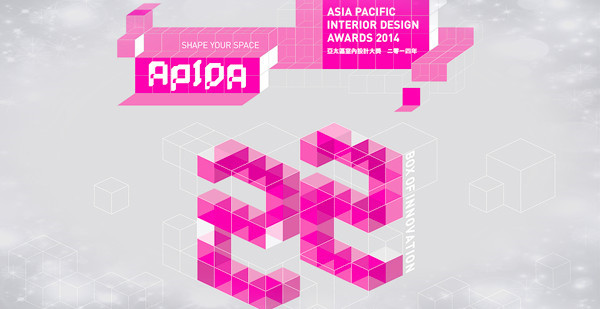 SHAPE YOUR SPACE
APIDA
ASIA PACIFIC
INTERIOR DESIGN
AWARDS 2014
亞太區室內設計大獎 二零一四年
22
BOX OF INNOVATION